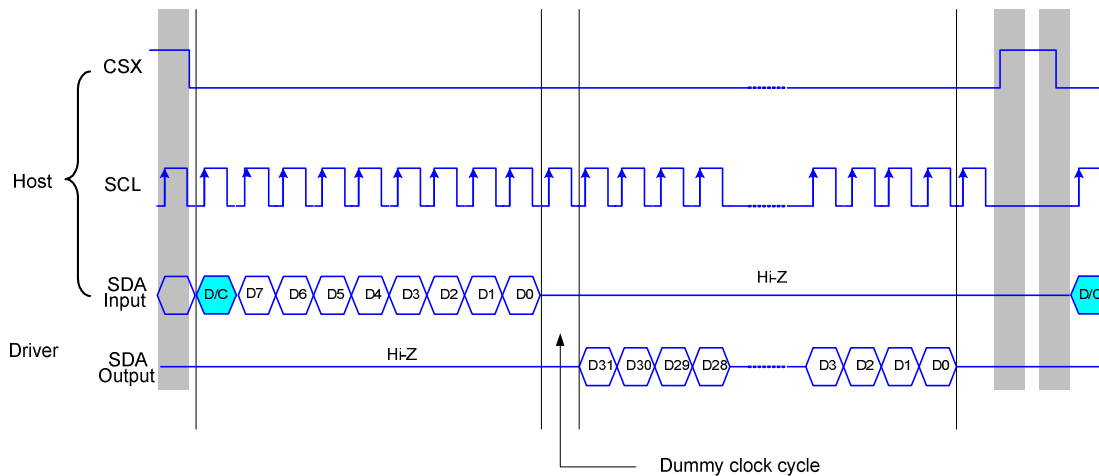 CSX
Host
SCL
SDA
Input
D/C D7 D6 D5 D4 D3 D2 D1 D0
Hi-Z
D/C
Driver
SDA
Output
Hi-Z
D31 D30 D29 D28
D3 D2 D1 D0
Dummy clock cycle